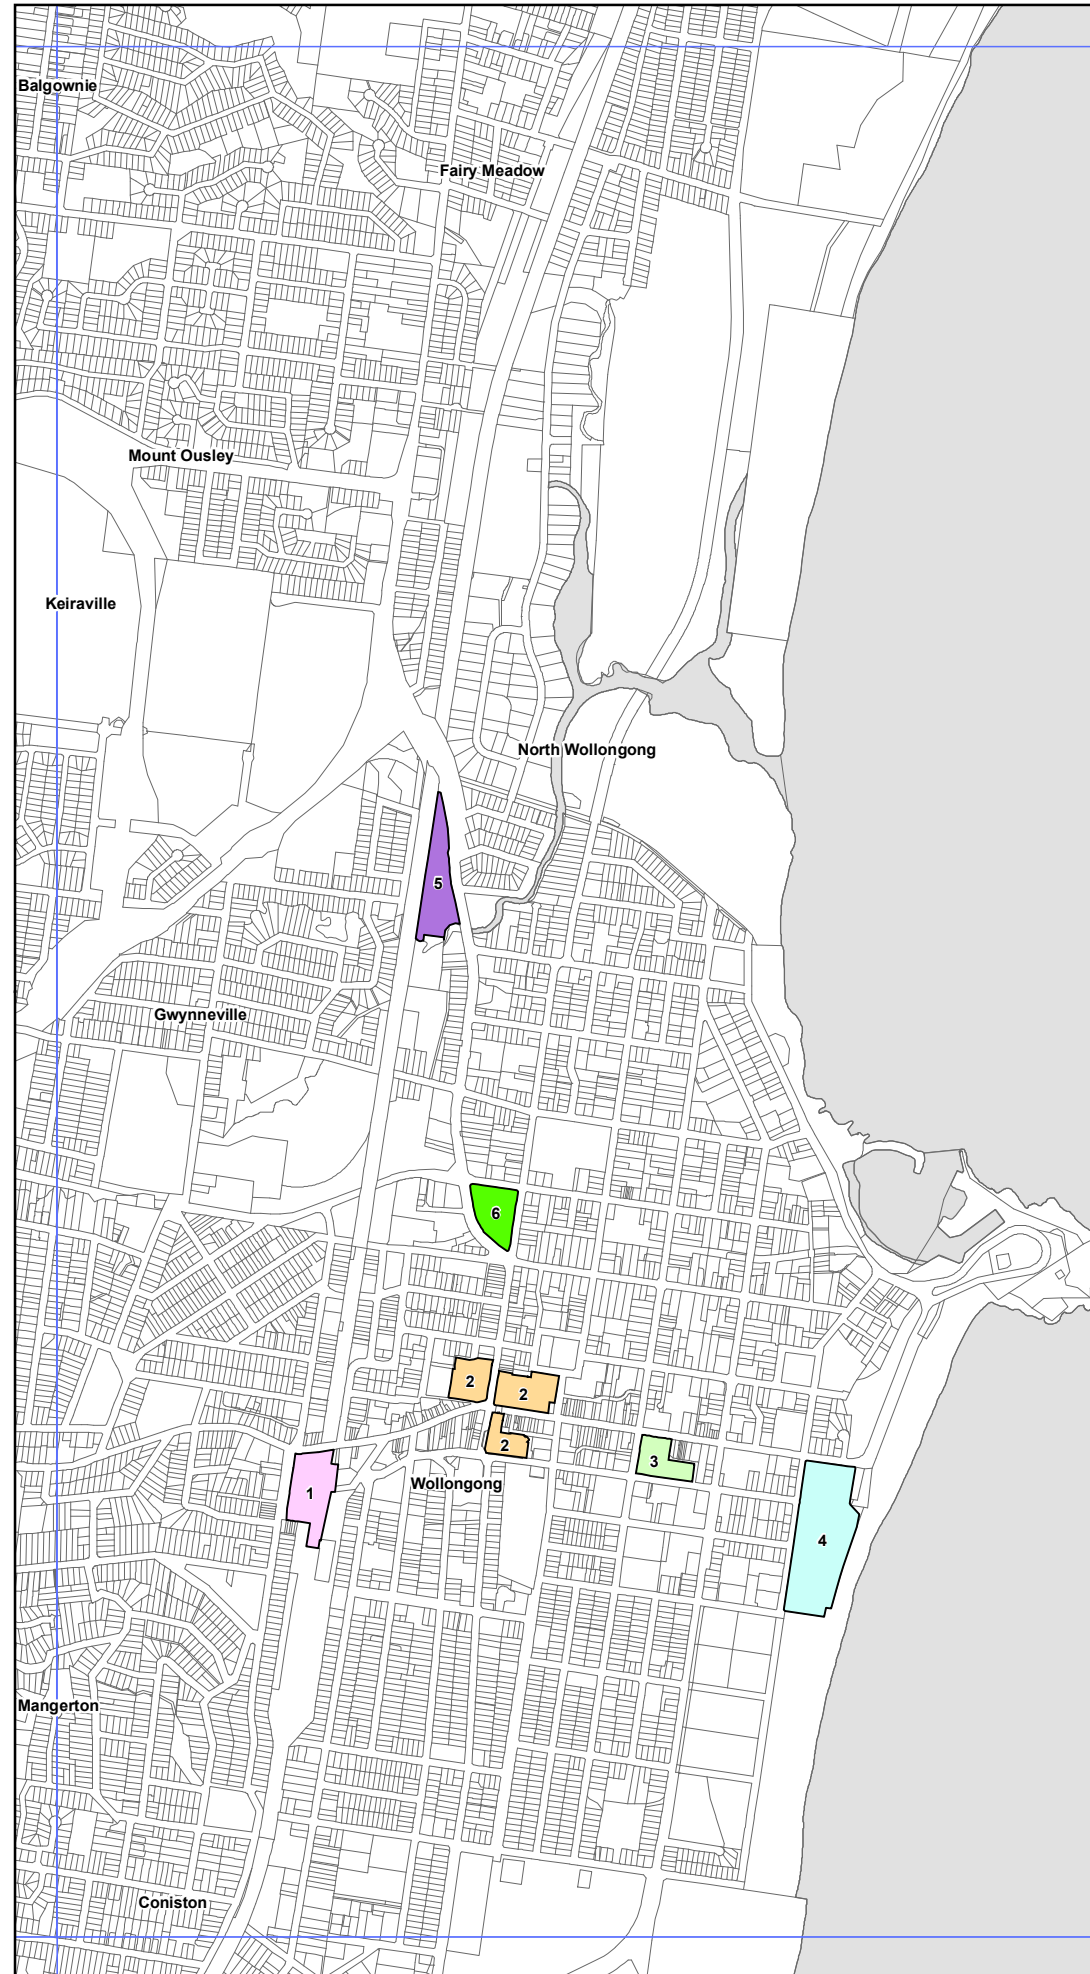 Balgownie
Fairy Meadow
Mount Ousley
Keiraville
North Wollongong
5
Gwynneville
6
2
2
2
3
Wollongong
1
4
Mangerton
Coniston